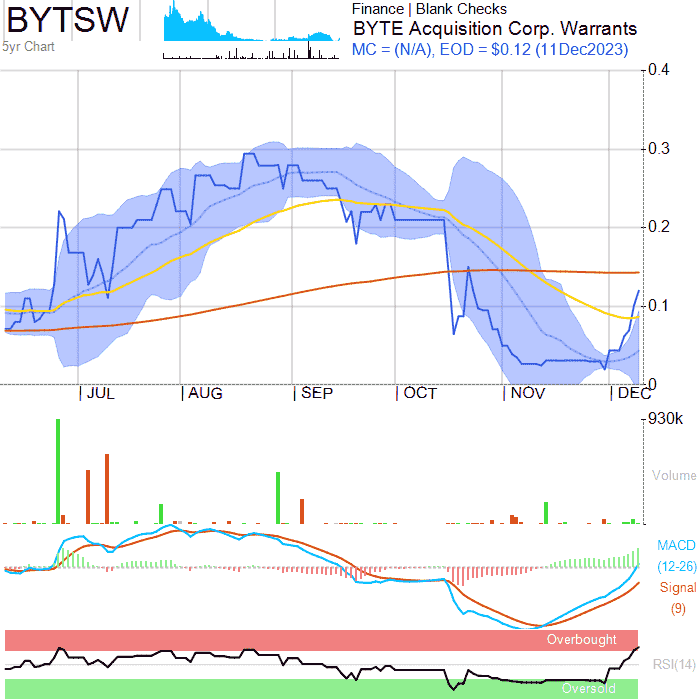 BYTSW
5yr Chart
Finance | Blank Checks
BYTE Acquisition Corp. Warrants
MC = (N/A), EOD = $0.12 (11Dec2023)
0.4
0.3
0.2
0.1
0
JUL AUG SEP OCT NOV DEC
930k
Volume
MACD
(12-26)
Signal
(9)
Overbought
RSI(14)
Oversold